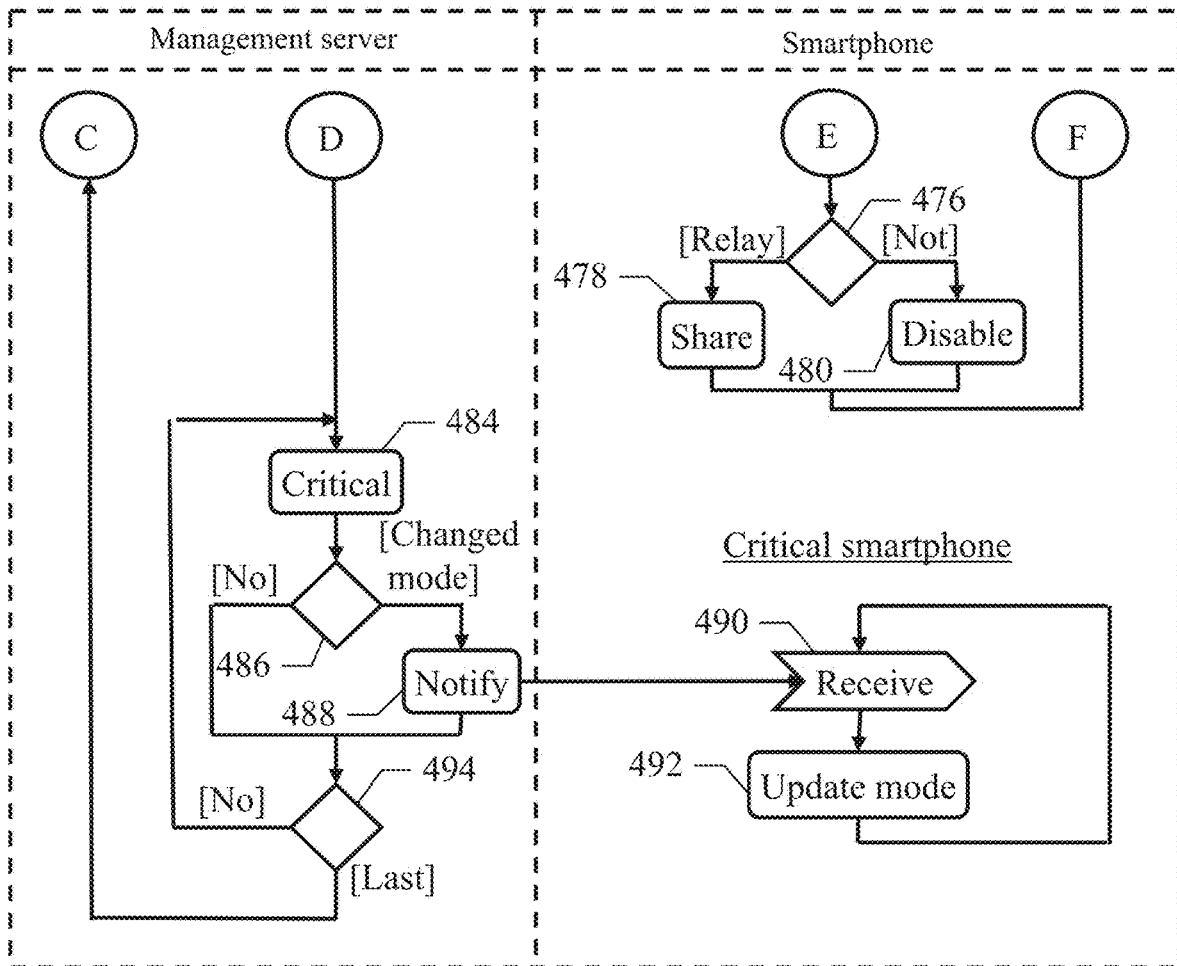 Management server
Smartphone
C
D
E
F
476
[Relay]
[Not]
478
Share
Disable
480
484
Critical
[Changed
mode]
[No]
486
Notify
488
494
[No]
[Last]
Critical smartphone
490
Receive
492
Update mode